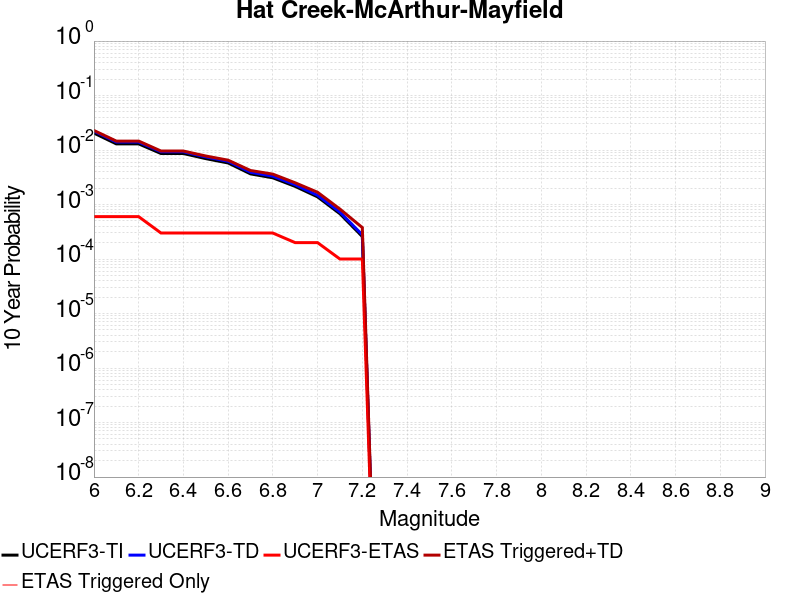 Hat Creek-McArthur-Mayfield
10^0
10^-1
10^-2
10^-3
10^-4
10^-5
10^-6
10^-7
10^-8
10 Year Probability
6 6.2 6.4 6.6 6.8 7 7.2 7.4 7.6 7.8 8 8.2 8.4 8.6 8.8 9
Magnitude
UCERF3-TI UCERF3-TD UCERF3-ETAS ETAS Triggered+TD
ETAS Triggered Only